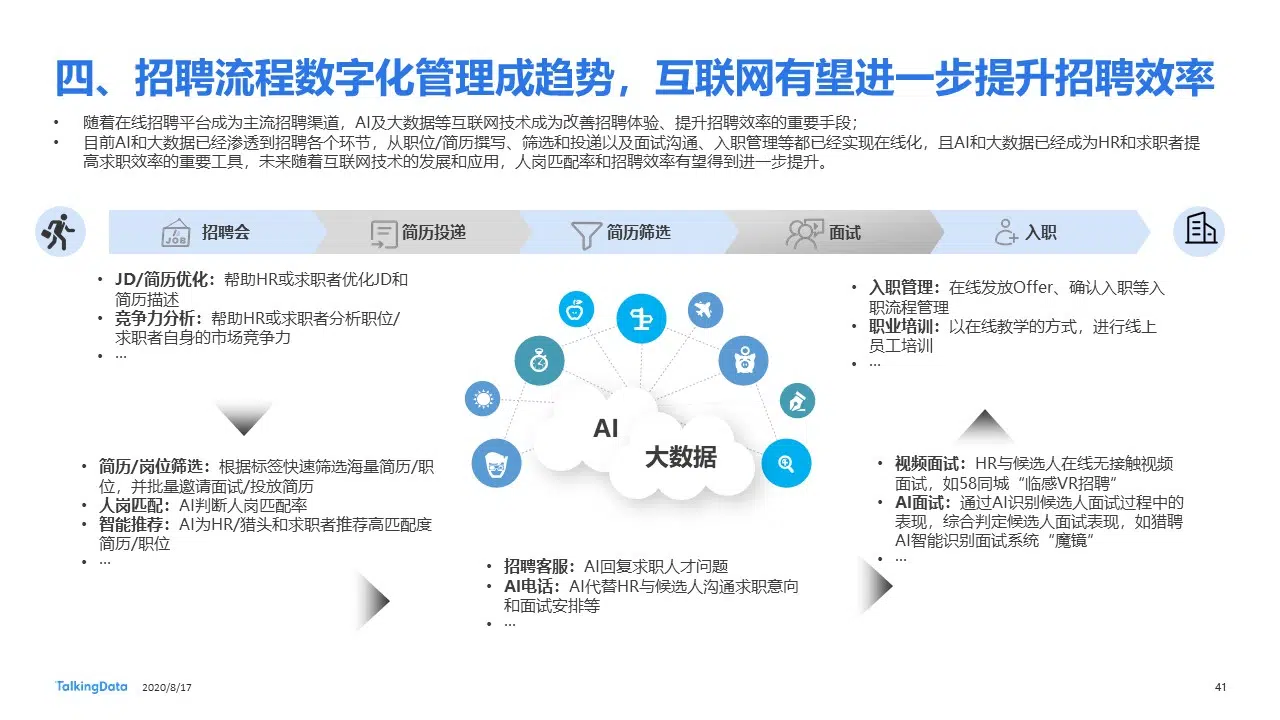 四、招聘流程数字化管理成趋势，互联网有望进一步提升招聘效率
• 随着在线招聘平台成为主流招聘渠道，AI及大数据等互联网技术成为改善招聘体验、提升招聘效率的重要手段；
• 目前AI和大数据已经渗透到招聘各个环节，从职位/简历撰写、筛选和投递以及面试沟通、入职管理等都已经实现在线化，且AI和大数据已经成为HR和求职者提
高求职效率的重要工具，未来随着互联网技术的发展和应用，人岗匹配率和招聘效率有望得到进一步提升。
JOB
招聘会
简历投递
简历筛选
面试
入职
• JD/简历优化：帮助HR或求职者优化JD和
简历描述
• 竞争力分析：帮助HR或求职者分析职位/
求职者自身的市场竞争力
• ...
• 简历/岗位筛选：根据标签快速筛选海量简历/职
位，并批量邀请面试/投放简历
• 人岗匹配：AI判断人岗匹配率
• 智能推荐：AI为HR/猎头和求职者推荐高匹配度
简历/职位
• ...
AI
大数据
• 招聘客服：AI回复求职人才问题
• AI电话：AI代替HR与候选人沟通求职意向
和面试安排等
• ...
• 视频面试：HR与候选人在线无接触视频
面试，如58同城“临感VR招聘”
• AI面试：通过AI识别候选人面试过程中的
表现，综合判定候选人面试表现，如猎聘
AI智能识别面试系统“魔镜”
• ...
• 入职管理：在线发放Offer、确认入职等入
职流程管理
• 职业培训：以在线教学的方式，进行线上
员工培训
• ...
TalkingData
2020/8/17
41